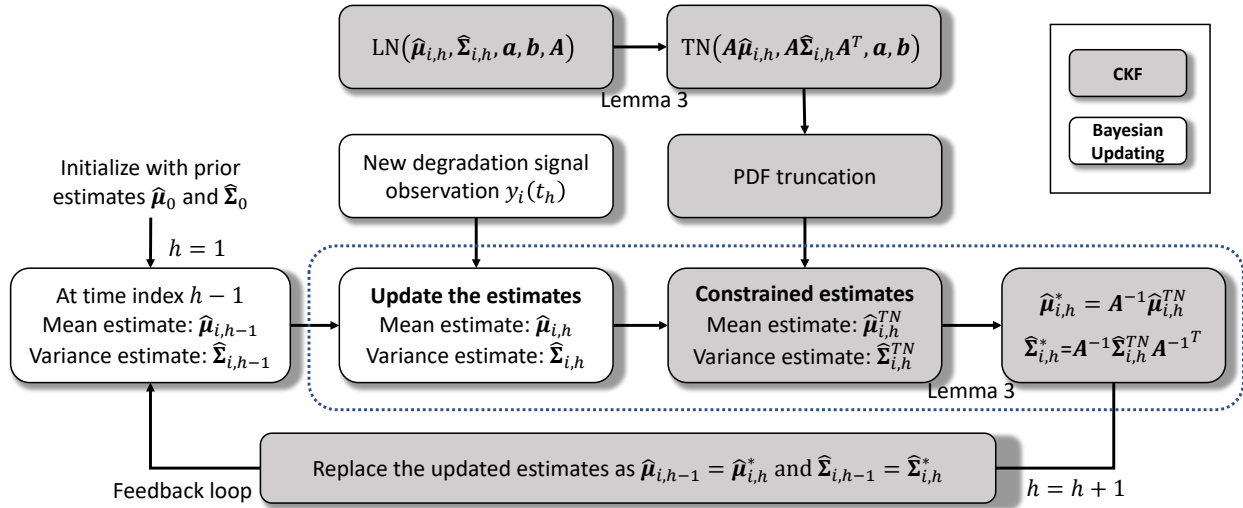 LN(μ̂_{i,h}, Σ̂_{i,h}, a, b, A)
TN(Aμ̂_{i,h}, AΣ̂_{i,h}A^T, a, b)
Lemma 3
CKF
Bayesian
Updating
New degradation signal
observation y_i(t_h)
PDF truncation
Initialize with prior
estimates μ̂_0 and Σ̂_0
h = 1
At time index h − 1
Mean estimate: μ̂_{i,h−1}
Variance estimate: Σ̂_{i,h−1}
Update the estimates
Mean estimate: μ̂_{i,h}
Variance estimate: Σ̂_{i,h}
Constrained estimates
Mean estimate: μ̂_{i,h}^{TN}
Variance estimate: Σ̂_{i,h}^{TN}
μ̂_{i,h}^* = A^{−1}μ̂_{i,h}^{TN}
Σ̂_{i,h}^*=A^{−1}Σ̂_{i,h}^{TN}A^{−1^T}
Lemma 3
Replace the updated estimates as μ̂_{i,h−1} = μ̂_{i,h}^* and Σ̂_{i,h−1} = Σ̂_{i,h}^*
Feedback loop
h = h + 1